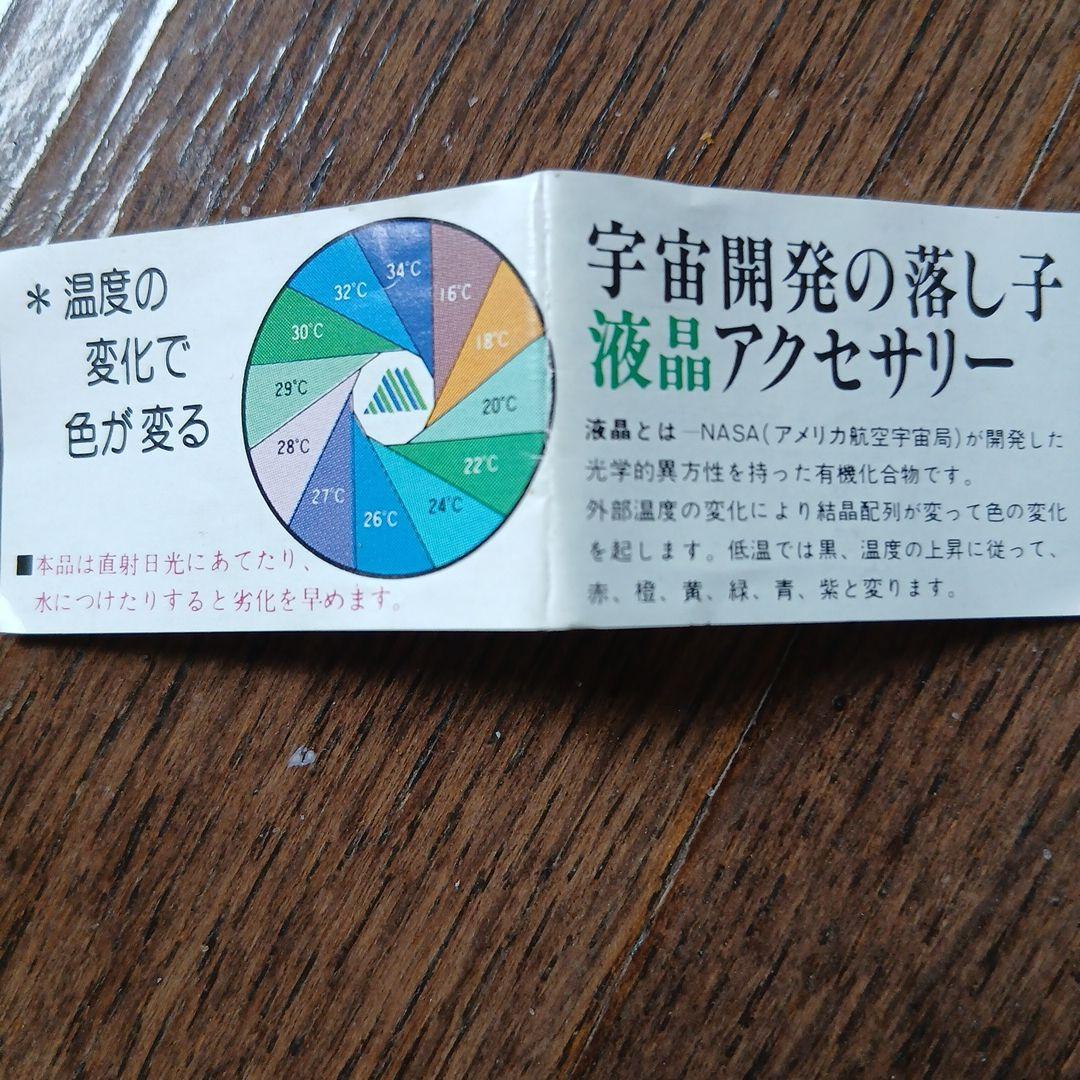 ＊温度の
変化で
色が変る
34℃
16℃
18℃
20℃
22℃
24℃
26℃
27℃
28℃
29℃
30℃
32℃
■本品は直射日光にあてたり、
水につけたりすると劣化を早めます。
宇宙開発の落し子
液晶アクセサリー
液晶とは―NASA(アメリカ航空宇宙局)が開発した
光学的異方性を持った有機化合物です。
外部温度の変化により結晶配列が変って色の変化
を起します。低温では黒、温度の上昇に従って、
赤、橙、黄、緑、青、紫と変ります。